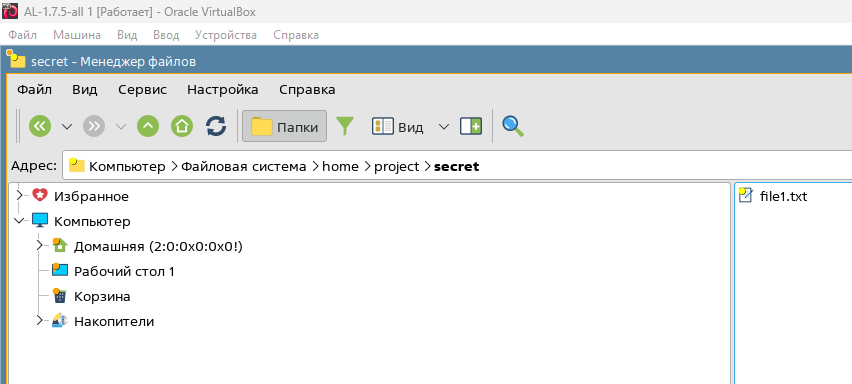 AL-1.7.5-all 1 [Работает] - Oracle VirtualBox
Файл Машина Вид Ввод Устройства Справка
secret - Менеджер файлов
Файл Вид Сервис Настройка Справка
Папки Вид
Адрес: Компьютер Файловая система home project secret
Избранное
file1.txt
Компьютер
Домашняя (2:0:0x0:0x0!)
Рабочий стол 1
Корзина
Накопители